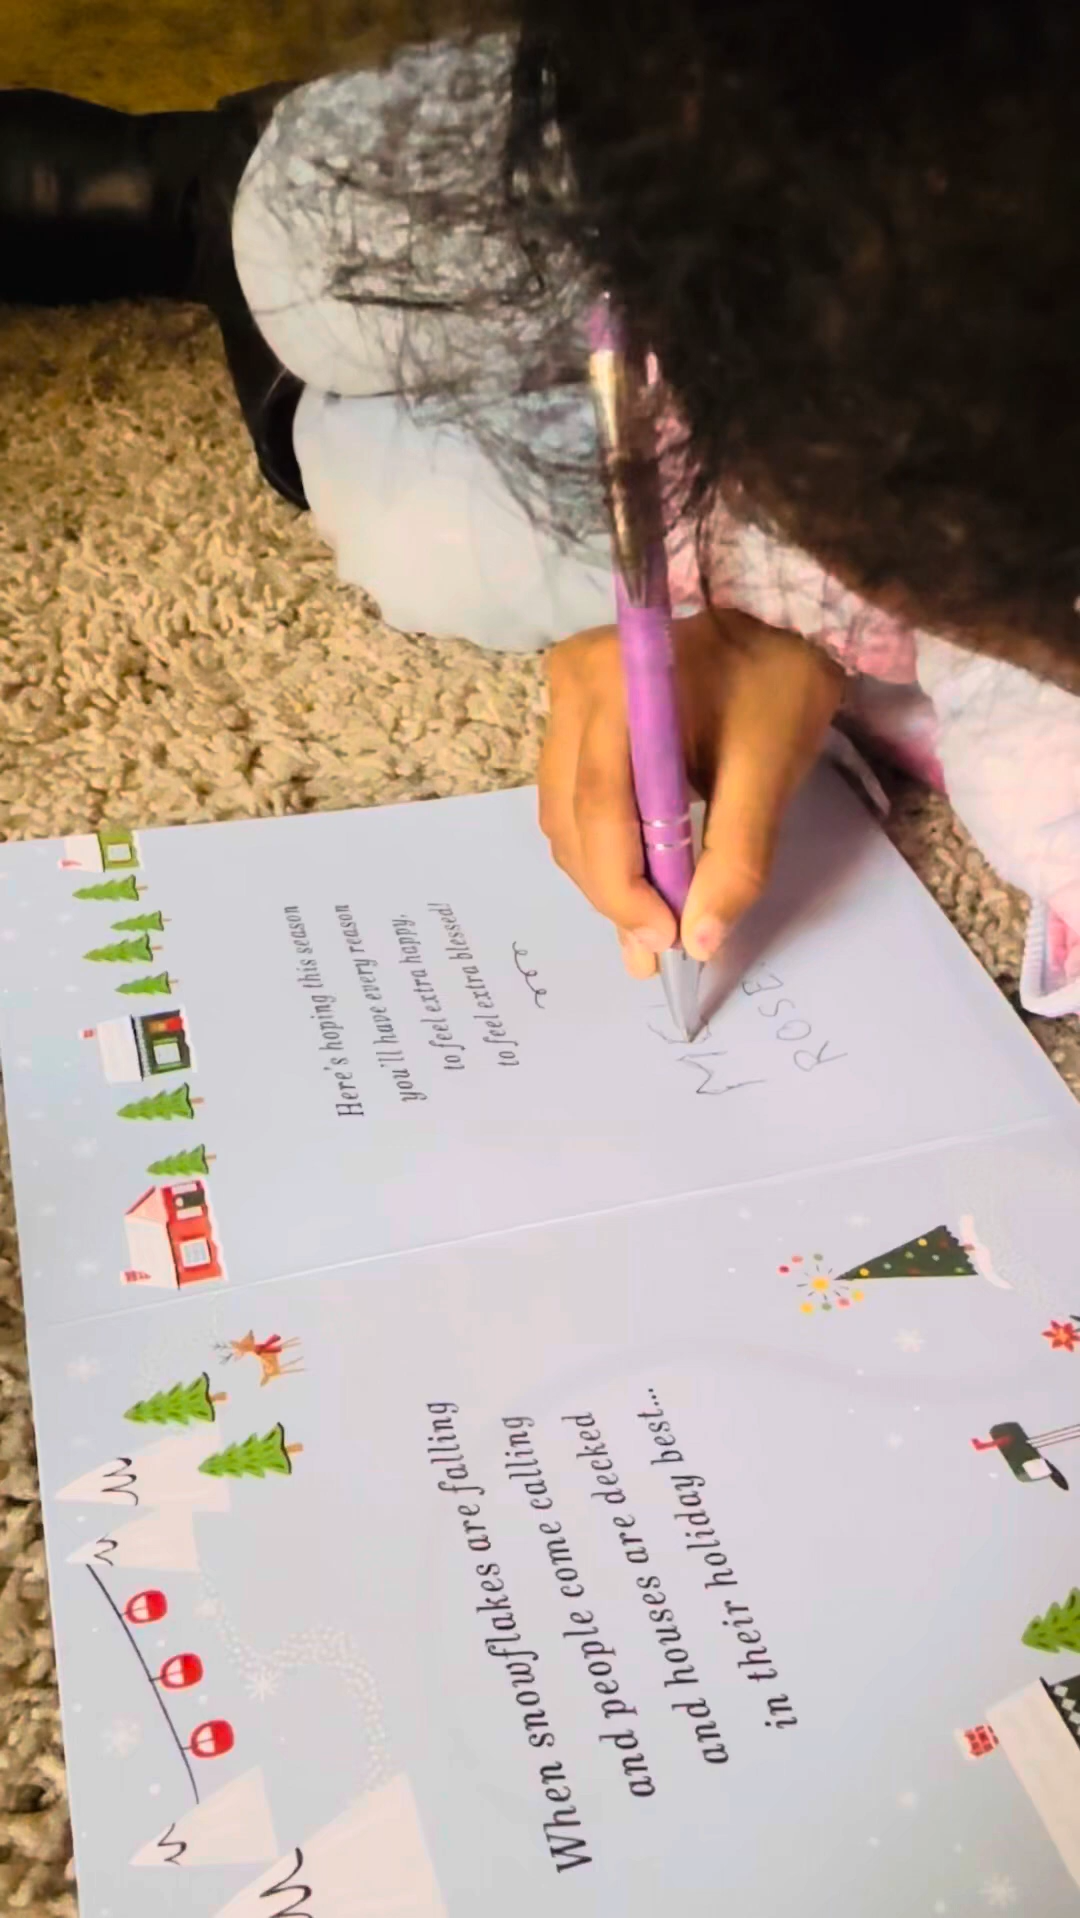 When snowflakes are falling
and people come calling
and houses are decked
in their holiday best...
Here's hoping this season
you'll have every reason
to feel extra happy,
to feel extra blessed!
ROSE